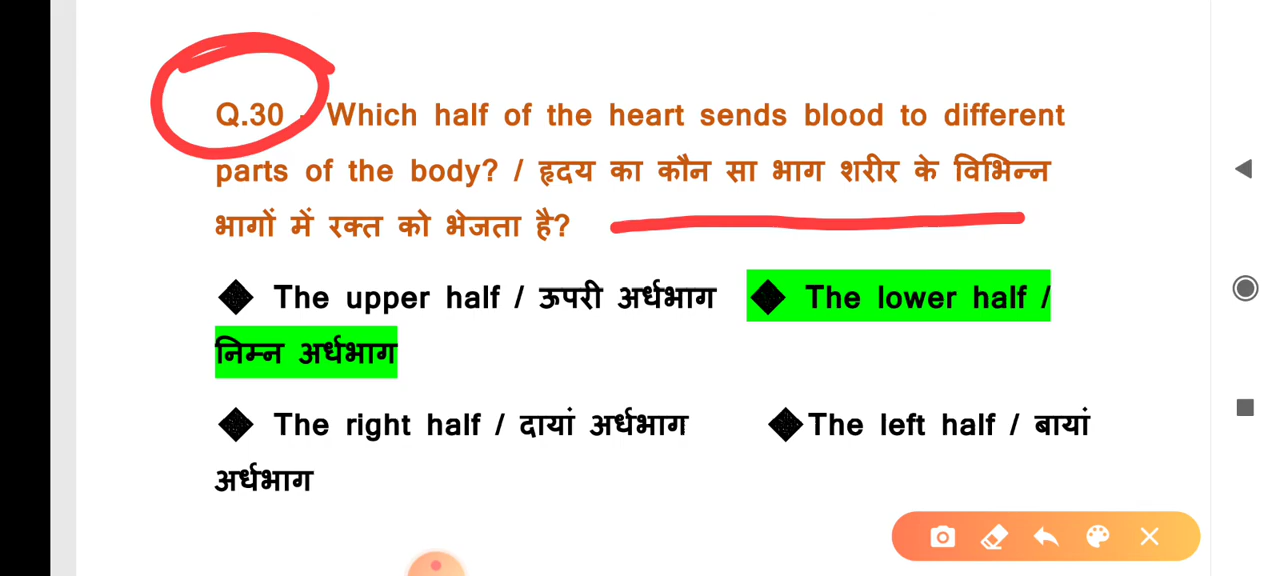 Q.30 - Which half of the heart sends blood to different
parts of the body? / हृदय का कौन सा भाग शरीर के विभिन्न
भागों में रक्त को भेजता है?
◆ The upper half / ऊपरी अर्धभाग ◆ The lower half /
निम्न अर्धभाग
◆ The right half / दायां अर्धभाग ◆The left half / बायां
अर्धभाग